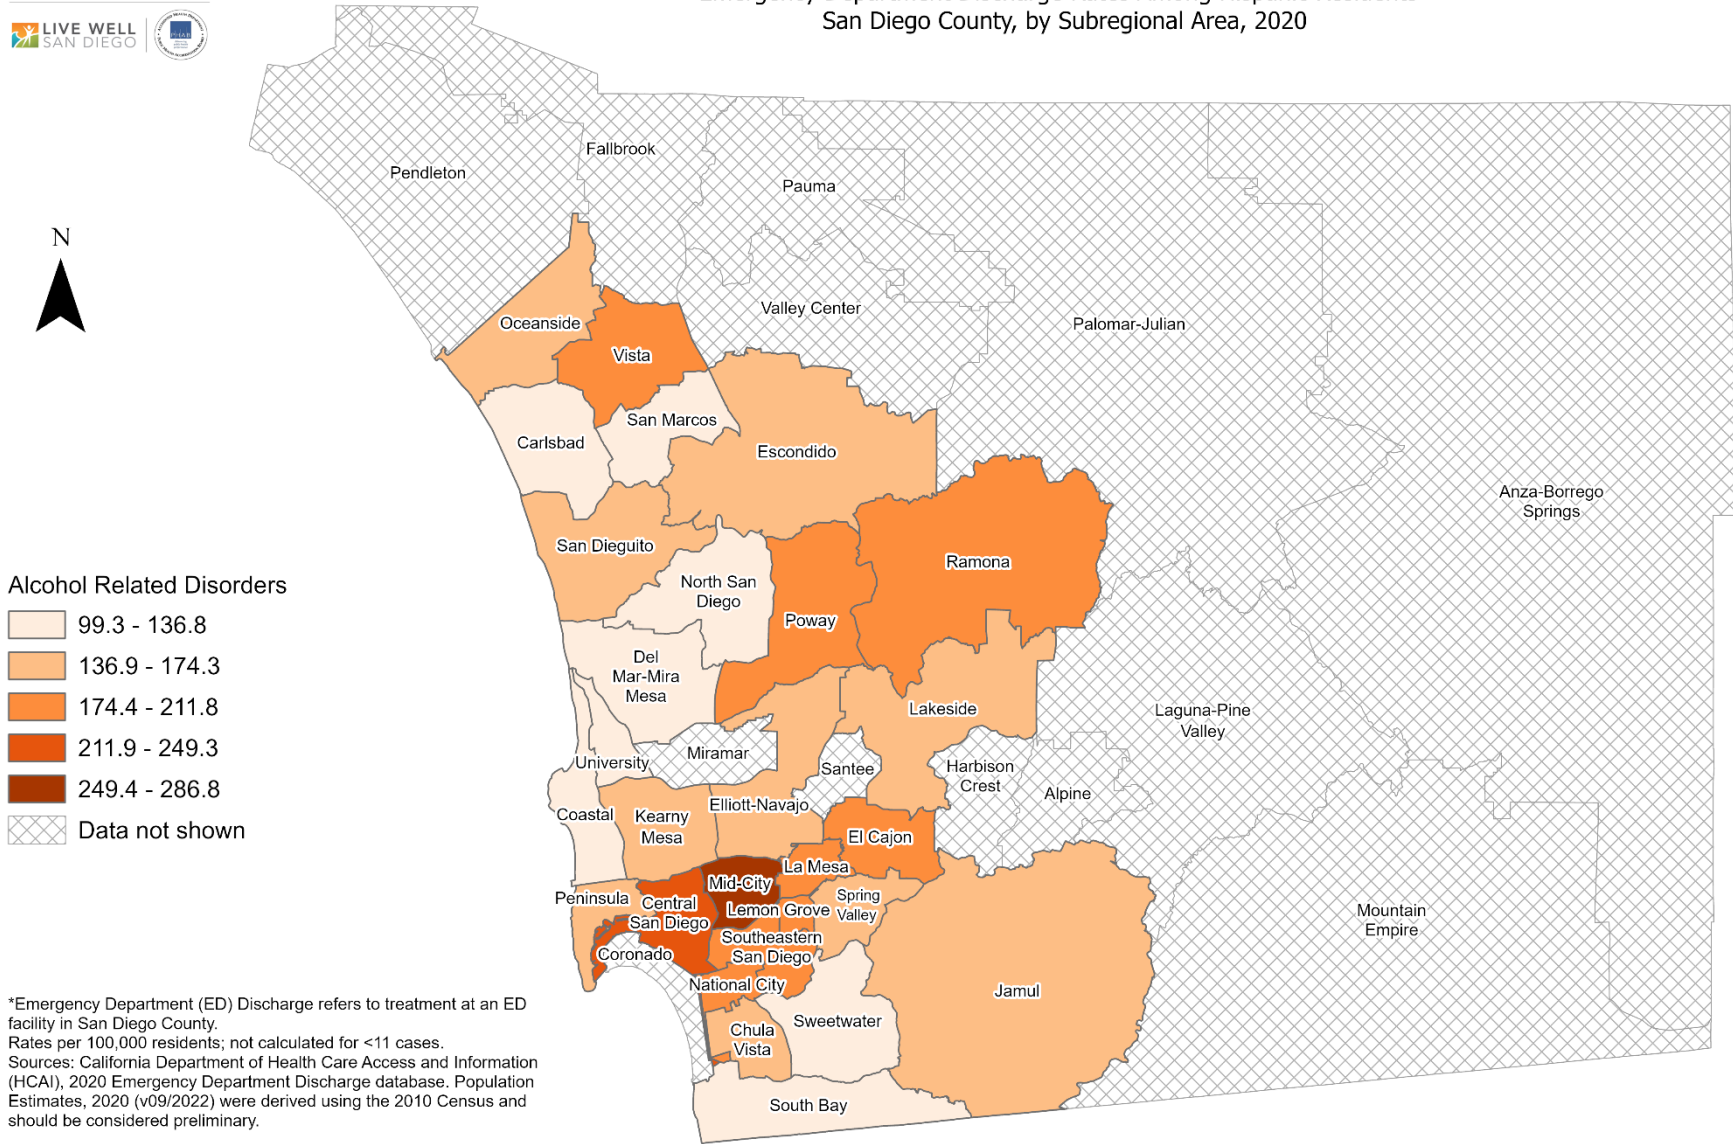 San Diego County, by Subregional Area, 2020
LIVE WELL
SAN DIEGO
PHAB
N
Pendleton
Fallbrook
Pauma
Oceanside
Valley Center
Palomar-Julian
Vista
San Marcos
Carlsbad
Escondido
Anza-Borrego
Springs
San Dieguito
Ramona
North San
Diego
Poway
Del
Mar-Mira
Mesa
Lakeside
Laguna-Pine
Valley
Miramar
University
Santee
Harbison
Crest
Alpine
Coastal
Kearny
Mesa
Elliott-Navajo
El Cajon
La Mesa
Mid-City
Peninsula
Central
San Diego
Spring
Valley
Lemon Grove
Mountain
Empire
Southeastern
San Diego
Coronado
National City
Jamul
Sweetwater
Chula
Vista
South Bay
Alcohol Related Disorders
99.3 - 136.8
136.9 - 174.3
174.4 - 211.8
211.9 - 249.3
249.4 - 286.8
Data not shown
*Emergency Department (ED) Discharge refers to treatment at an ED
facility in San Diego County.
Rates per 100,000 residents; not calculated for <11 cases.
Sources: California Department of Health Care Access and Information
(HCAI), 2020 Emergency Department Discharge database. Population
Estimates, 2020 (v09/2022) were derived using the 2010 Census and
should be considered preliminary.